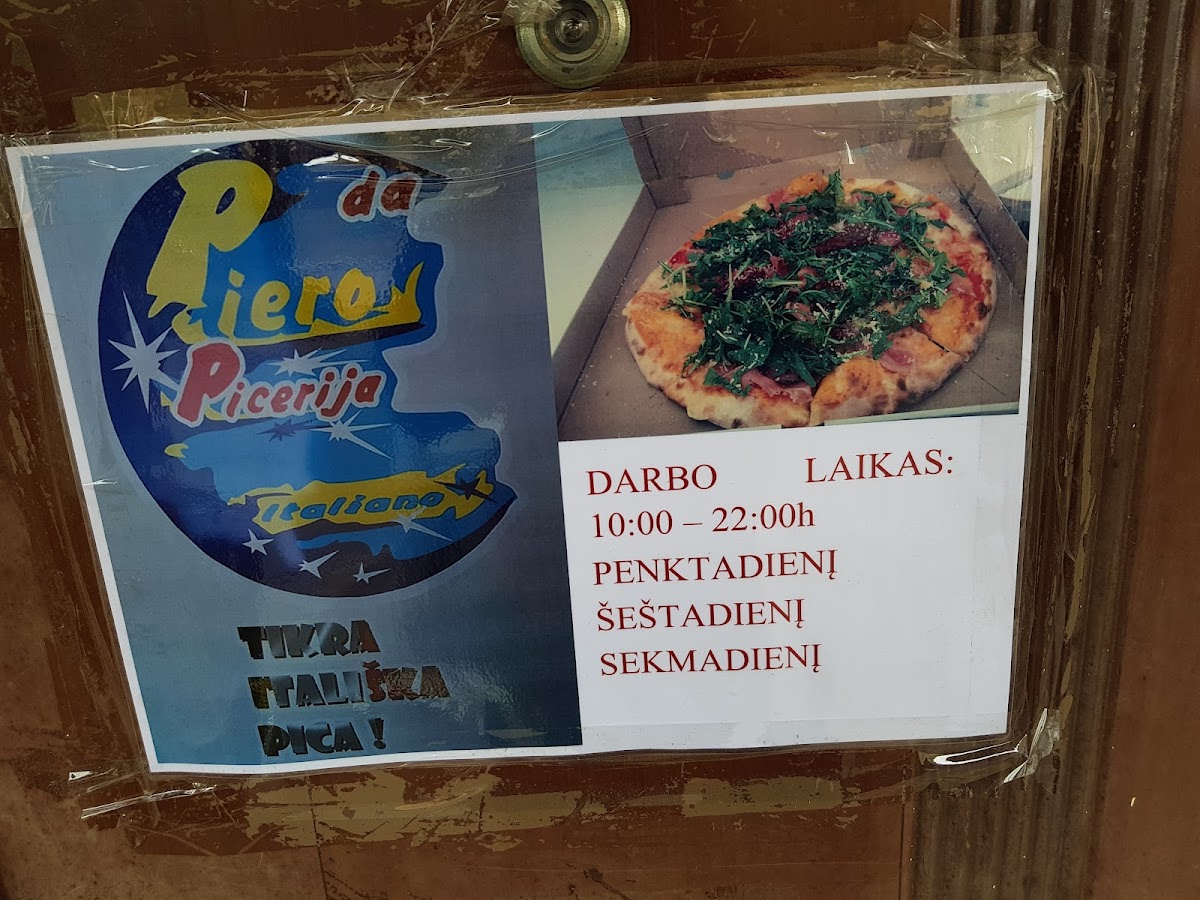 da
Piero
Picerija
Italiano
TIKRA
ITALIŠKA
PICA!
DARBO LAIKAS:
10:00 – 22:00h
PENKTADIENĮ
ŠEŠTADIENĮ
SEKMADIENĮ